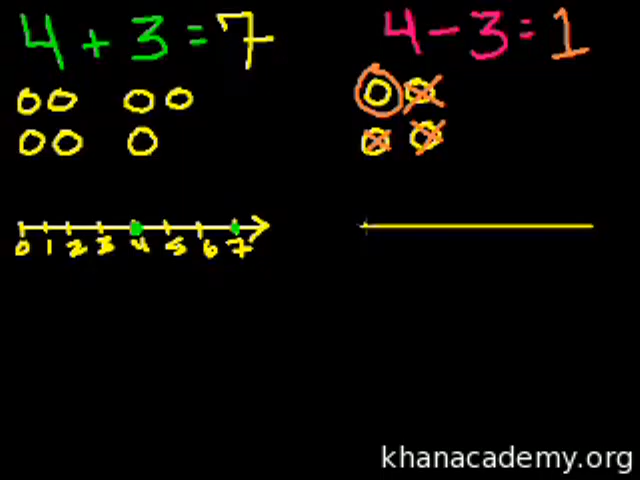 4 + 3 = 7
4 - 3 = 1
0 1 2 3 4 5 6 7
khanacademy.org